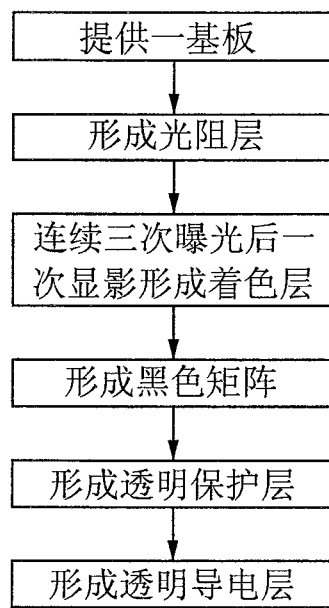 提供一基板
形成光阻层
连续三次曝光后一
次显影形成着色层
形成黑色矩阵
形成透明保护层
形成透明导电层